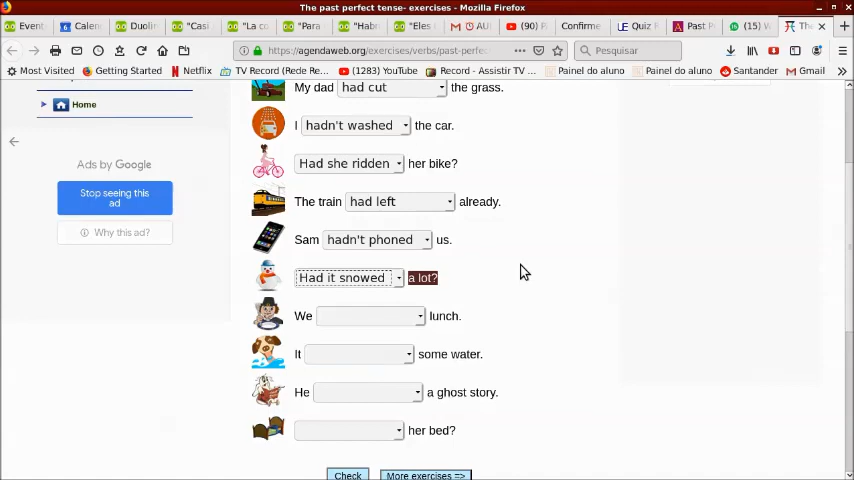 The past perfect tense- exercises - Mozilla Firefox
Event Calen Duolin "Casi "La co "Para "Habr "Eles AU (90) F Confirme Quiz F Past P (15) W Th
https://agendaweb.org/exercises/verbs/past-perfec Pesquisar
Most Visited Getting Started Netflix TV Record (Rede Re... (1283) YouTube Record - Assistir TV ... Painel do aluno Painel do aluno Santander Gmail
Home
My dad had cut the grass.
I hadn't washed the car.
Had she ridden her bike?
Ads by Google
Stop seeing this
ad
Why this ad?
The train had left already.
Sam hadn't phoned us.
Had it snowed a lot?
We lunch.
It some water.
He a ghost story.
her bed?
Check More exercises =>